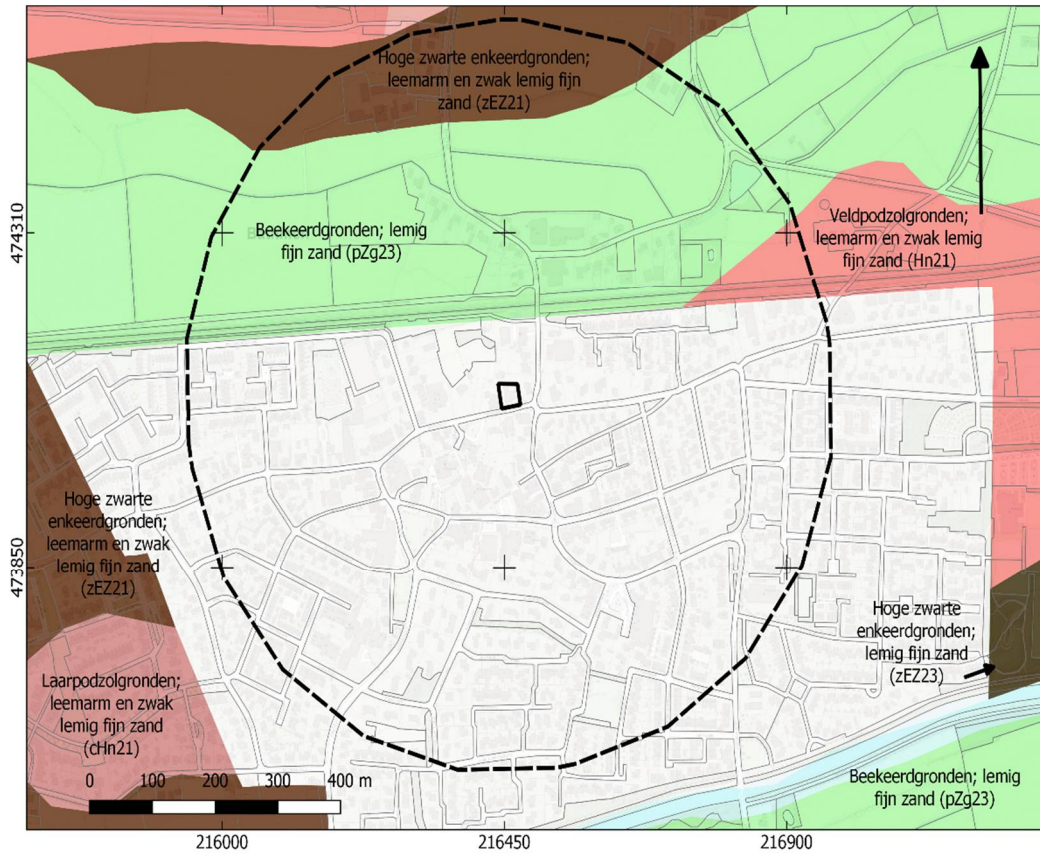 Hoge zwarte enkeerdgronden;
leemarm en zwak lemig fijn
zand (zEZ21)
Beekeerdgronden; lemig
fijn zand (pZg23)
Veldpodzolgronden;
leemarm en zwak lemig
fijn zand (Hn21)
474310
Hoge zwarte
enkeerdgronden;
leemarm en zwak
lemig fijn zand
(zEZ21)
473850
Hoge zwarte
enkeerdgronden;
lemig fijn zand
(zEZ23)
Laarpodzolgronden;
leemarm en zwak
lemig fijn zand
(cHn21)
0 100 200 300 400 m
Beekeerdgronden; lemig
fijn zand (pZg23)
216000 216450 216900